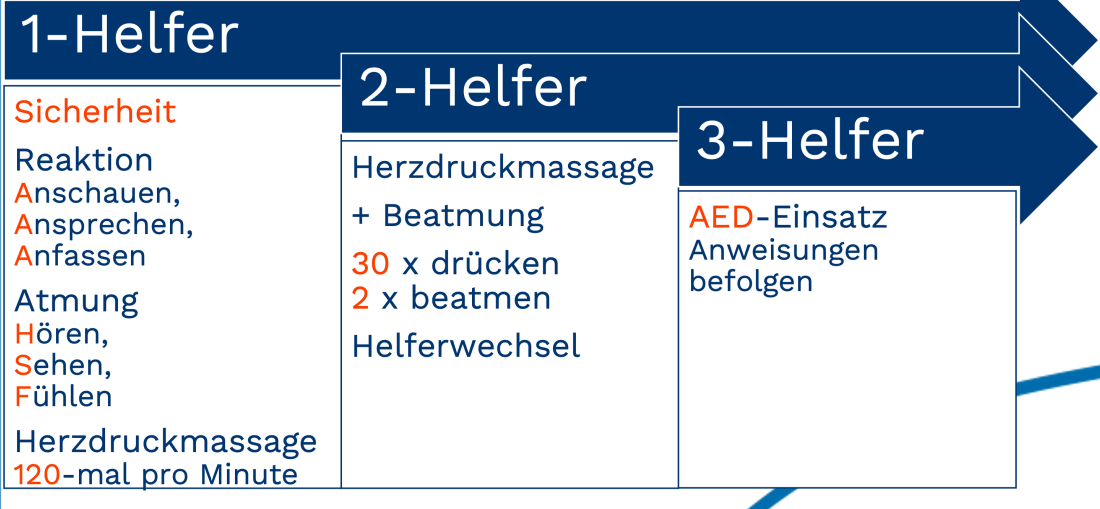 1-Helfer
Sicherheit
Reaktion
Anschauen,
Ansprechen,
Anfassen
Atmung
Hören,
Sehen,
Fühlen
Herzdruckmassage
120-mal pro Minute
2-Helfer
Herzdruckmassage
+ Beatmung
30 x drücken
2 x beatmen
Helferwechsel
3-Helfer
AED-Einsatz
Anweisungen
befolgen